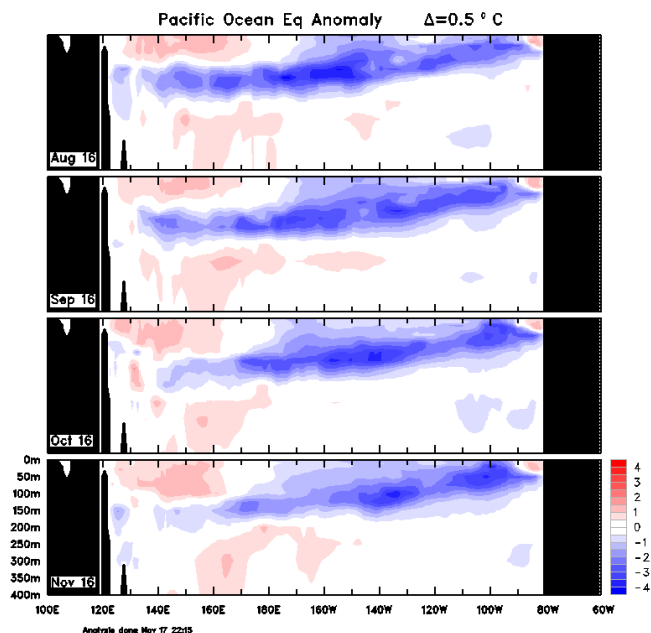 Pacific Ocean Eq Anomaly Δ=0.5 ° C
Aug 16
Sep 16
Oct 16
0m
50m
100m
150m
200m
250m
300m
350m
400m
Nov 16
4
3
2
1
-1
-2
-3
-4
100E 120E 140E 160E 180E 160W 140W 120W 100W 80W 60W
Analysis done Nov 17 22:15